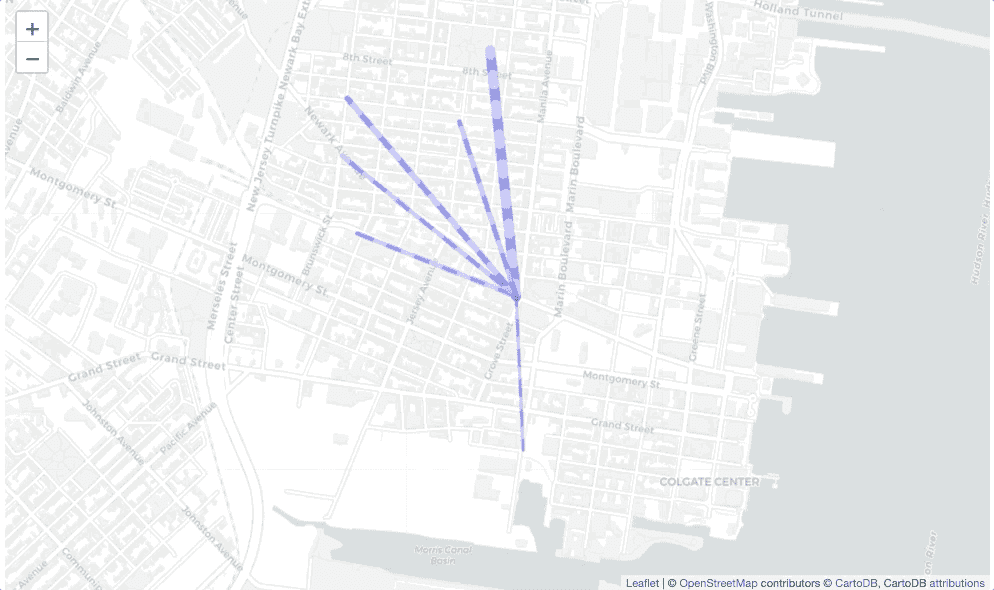 +
−
Holland Tunnel
Washington Blvd
New Jersey Turnpike Newark Bay Ext
Baldwin Avenue
8th Street
8th Street
Manila Avenue
Newark A
Marin Boulevard
Marin Boulevard
Montgomery St
Brunswick St
Hudson River
Montgomery St.
Merseles Street
Center Street
Jersey Avenue
Grove Street
Greene Street
Grand Street
Grand Street
Montgomery St
Johnston Avenue
Pacific Avenue
Grand Street
COLGATE CENTER
Johnston Avenue
Morris Canal
Basin
Leaflet | © OpenStreetMap contributors © CartoDB, CartoDB attributions